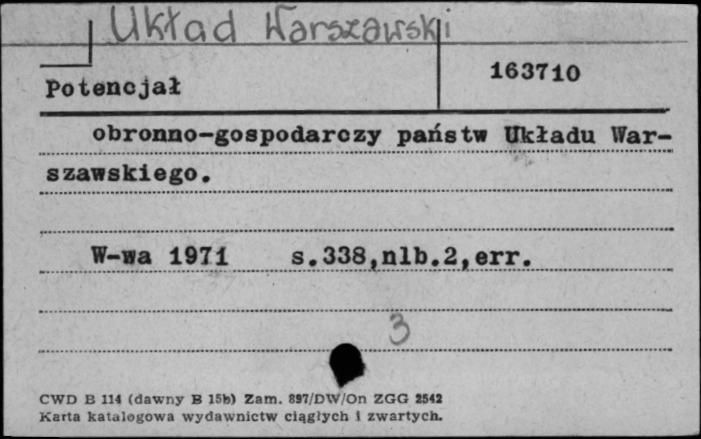 Układ Warszawski
163710
Potencjał
obronno-gospodarczy państw Układu War-
szawskiego.
W-wa 1971 s.338,nlb.2,err.
3
CWD B 114 (dawny B 15b) Zam. 897/DW/On ZGG 2542
Karta katalogowa wydawnictw ciągłych i zwartych.